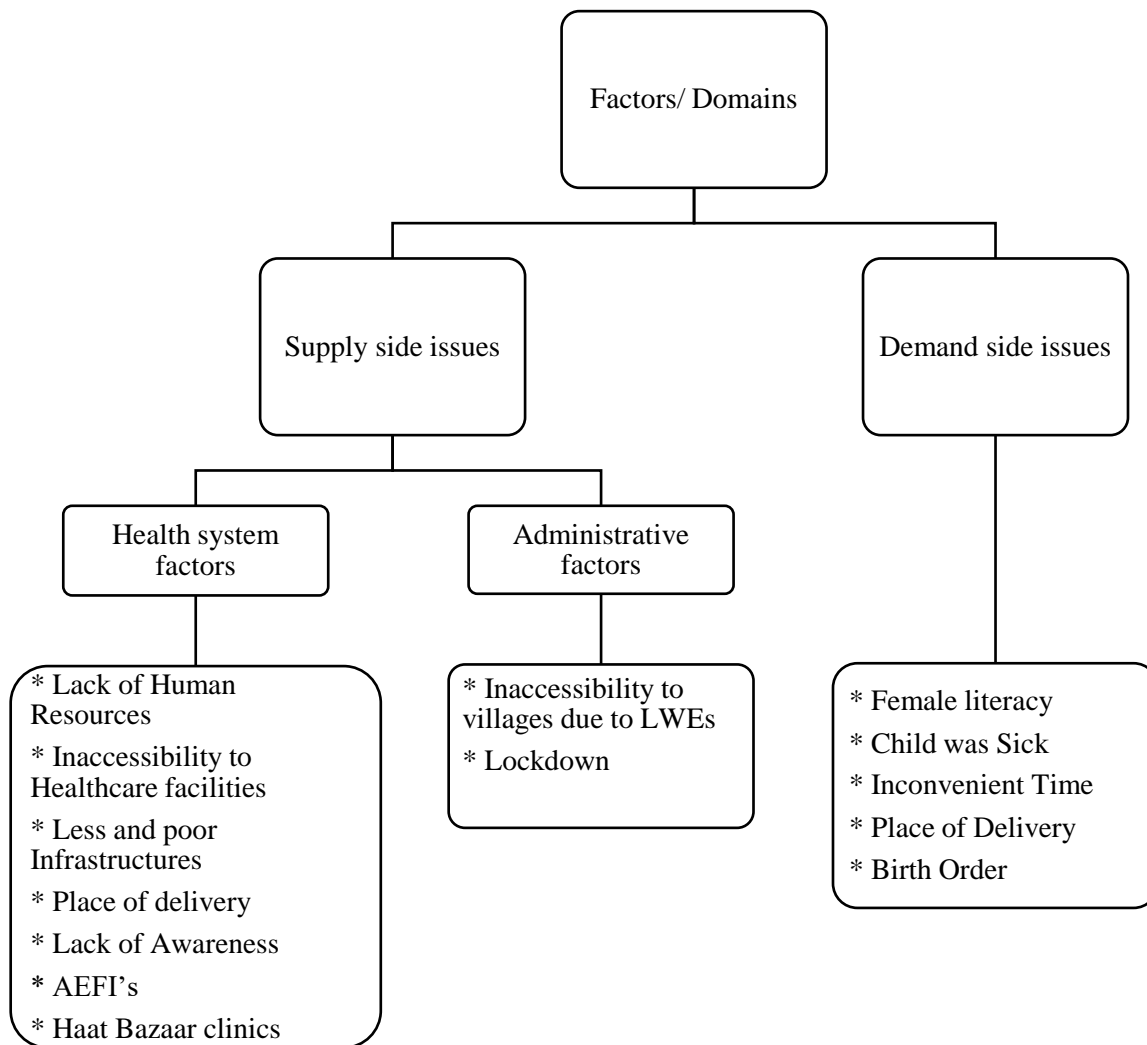 Factors/ Domains
Supply side issues
Demand side issues
Health system
factors
Administrative
factors
* Lack of Human
Resources
* Inaccessibility to
Healthcare facilities
* Less and poor
Infrastructures
* Place of delivery
* Lack of Awareness
* AEFI’s
* Haat Bazaar clinics
* Inaccessibility to
villages due to LWEs
* Lockdown
* Female literacy
* Child was Sick
* Inconvenient Time
* Place of Delivery
* Birth Order